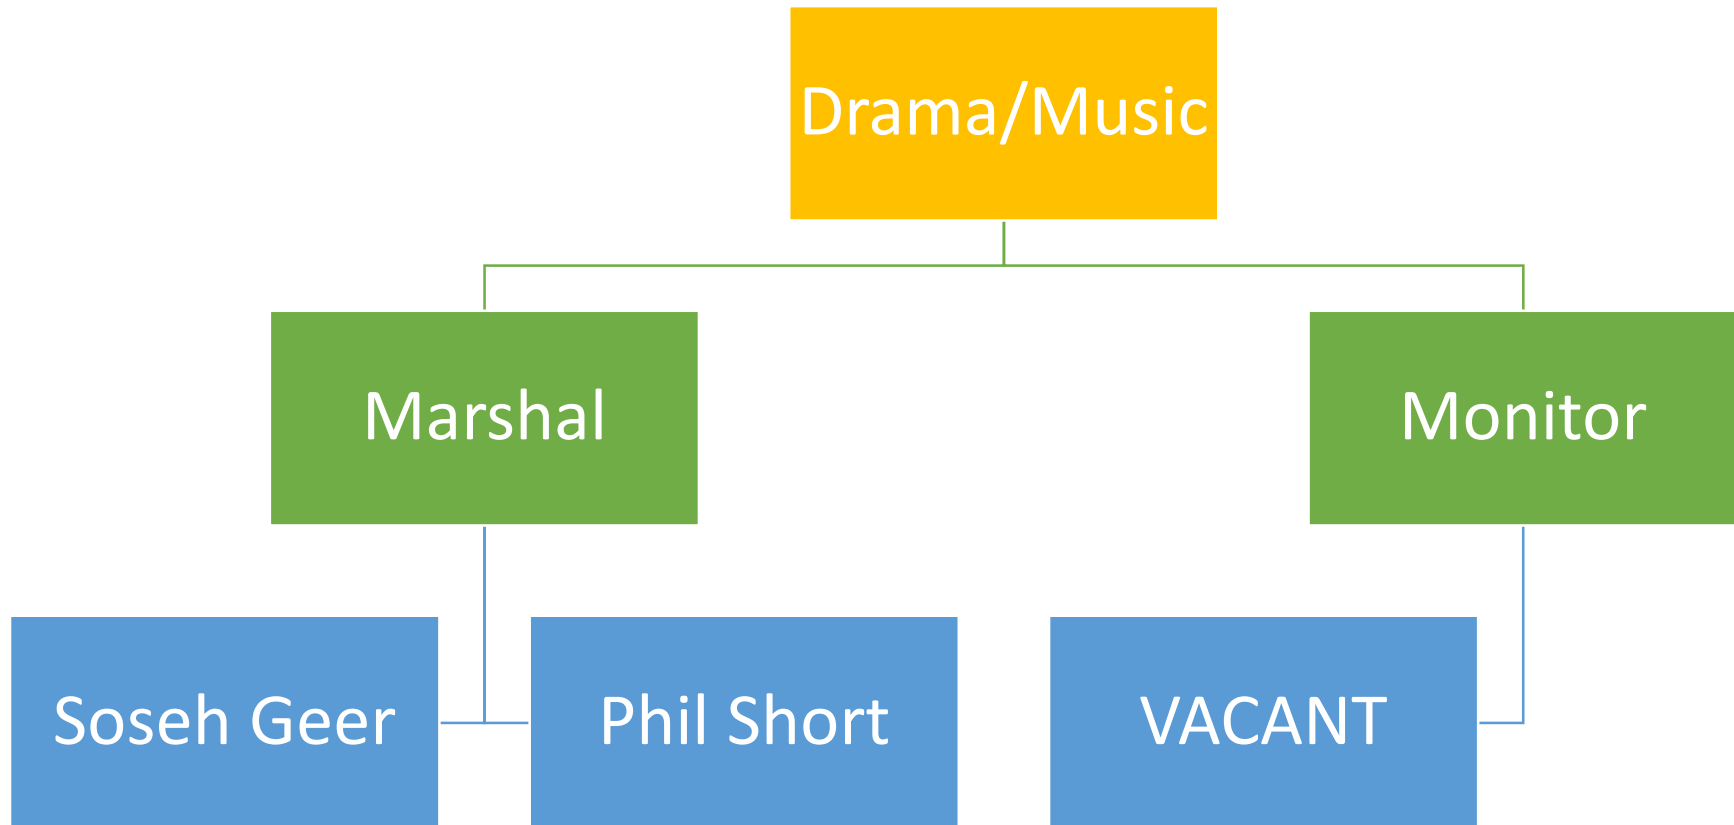 Drama/Music
Marshal
Monitor
Soseh Geer
Phil Short
VACANT